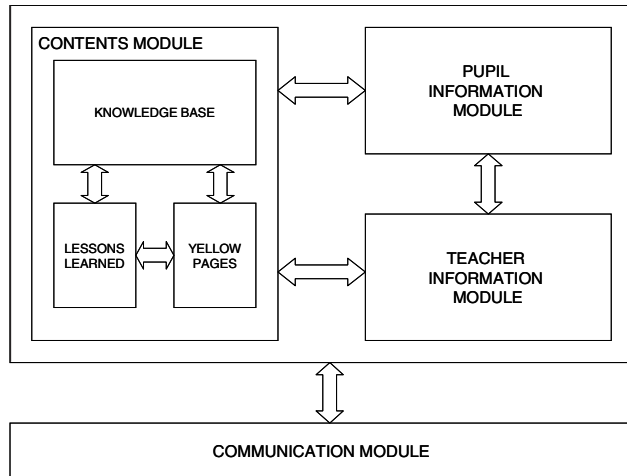 CONTENTS MODULE
KNOWLEDGE BASE
LESSONS
LEARNED
YELLOW
PAGES
PUPIL
INFORMATION
MODULE
TEACHER
INFORMATION
MODULE
COMMUNICATION MODULE